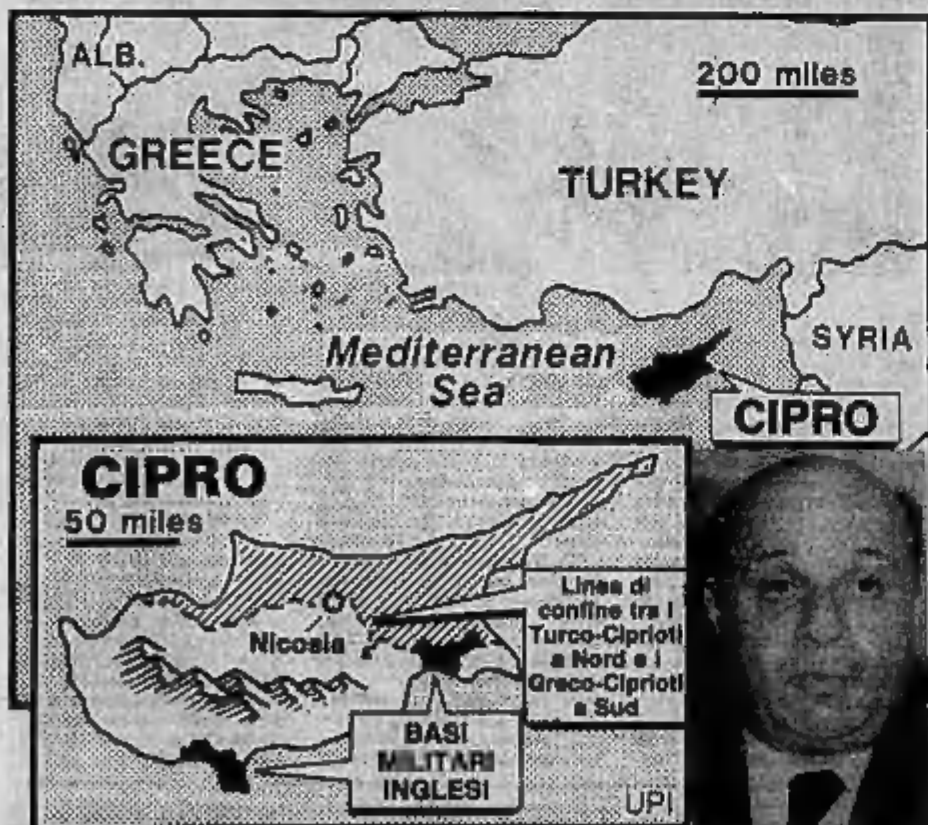 ALB.
200 miles
GREECE
TURKEY
SYRIA
Mediterranean
Sea
CIPRO
CIPRO
50 miles
Nicosia
Linea di
confine tra i
Turco-Ciprioti
a Nord e i
Greco-Ciprioti
a Sud
BASI
MILITARI
INGLESI
UPI